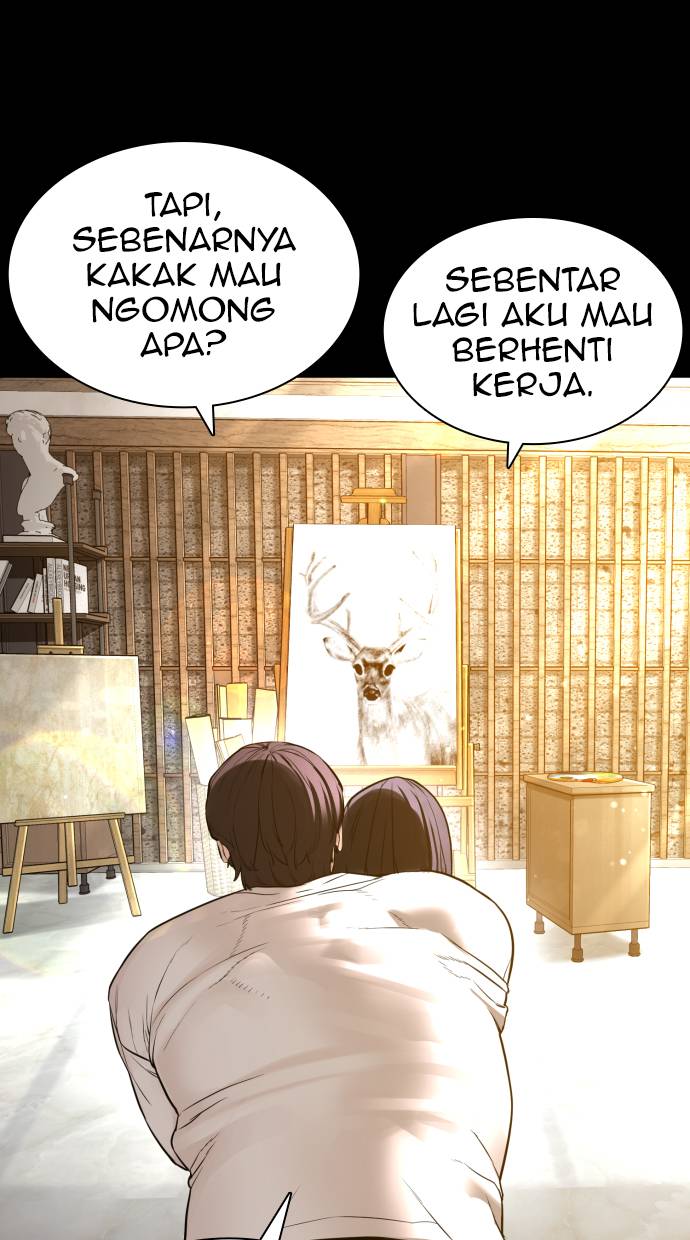 TAPI,
SEBENARNYA
KAKAK MAU
NGOMONG
APA?
SEBENTAR
LAGI AKU MAU
BERHENTI
KERJA.